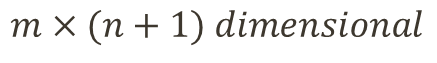 m × (n + 1) dimensional